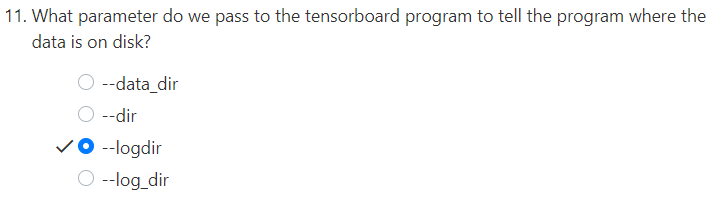 11. What parameter do we pass to the tensorboard program to tell the program where the
data is on disk?
--data_dir
--dir
--logdir
--log_dir